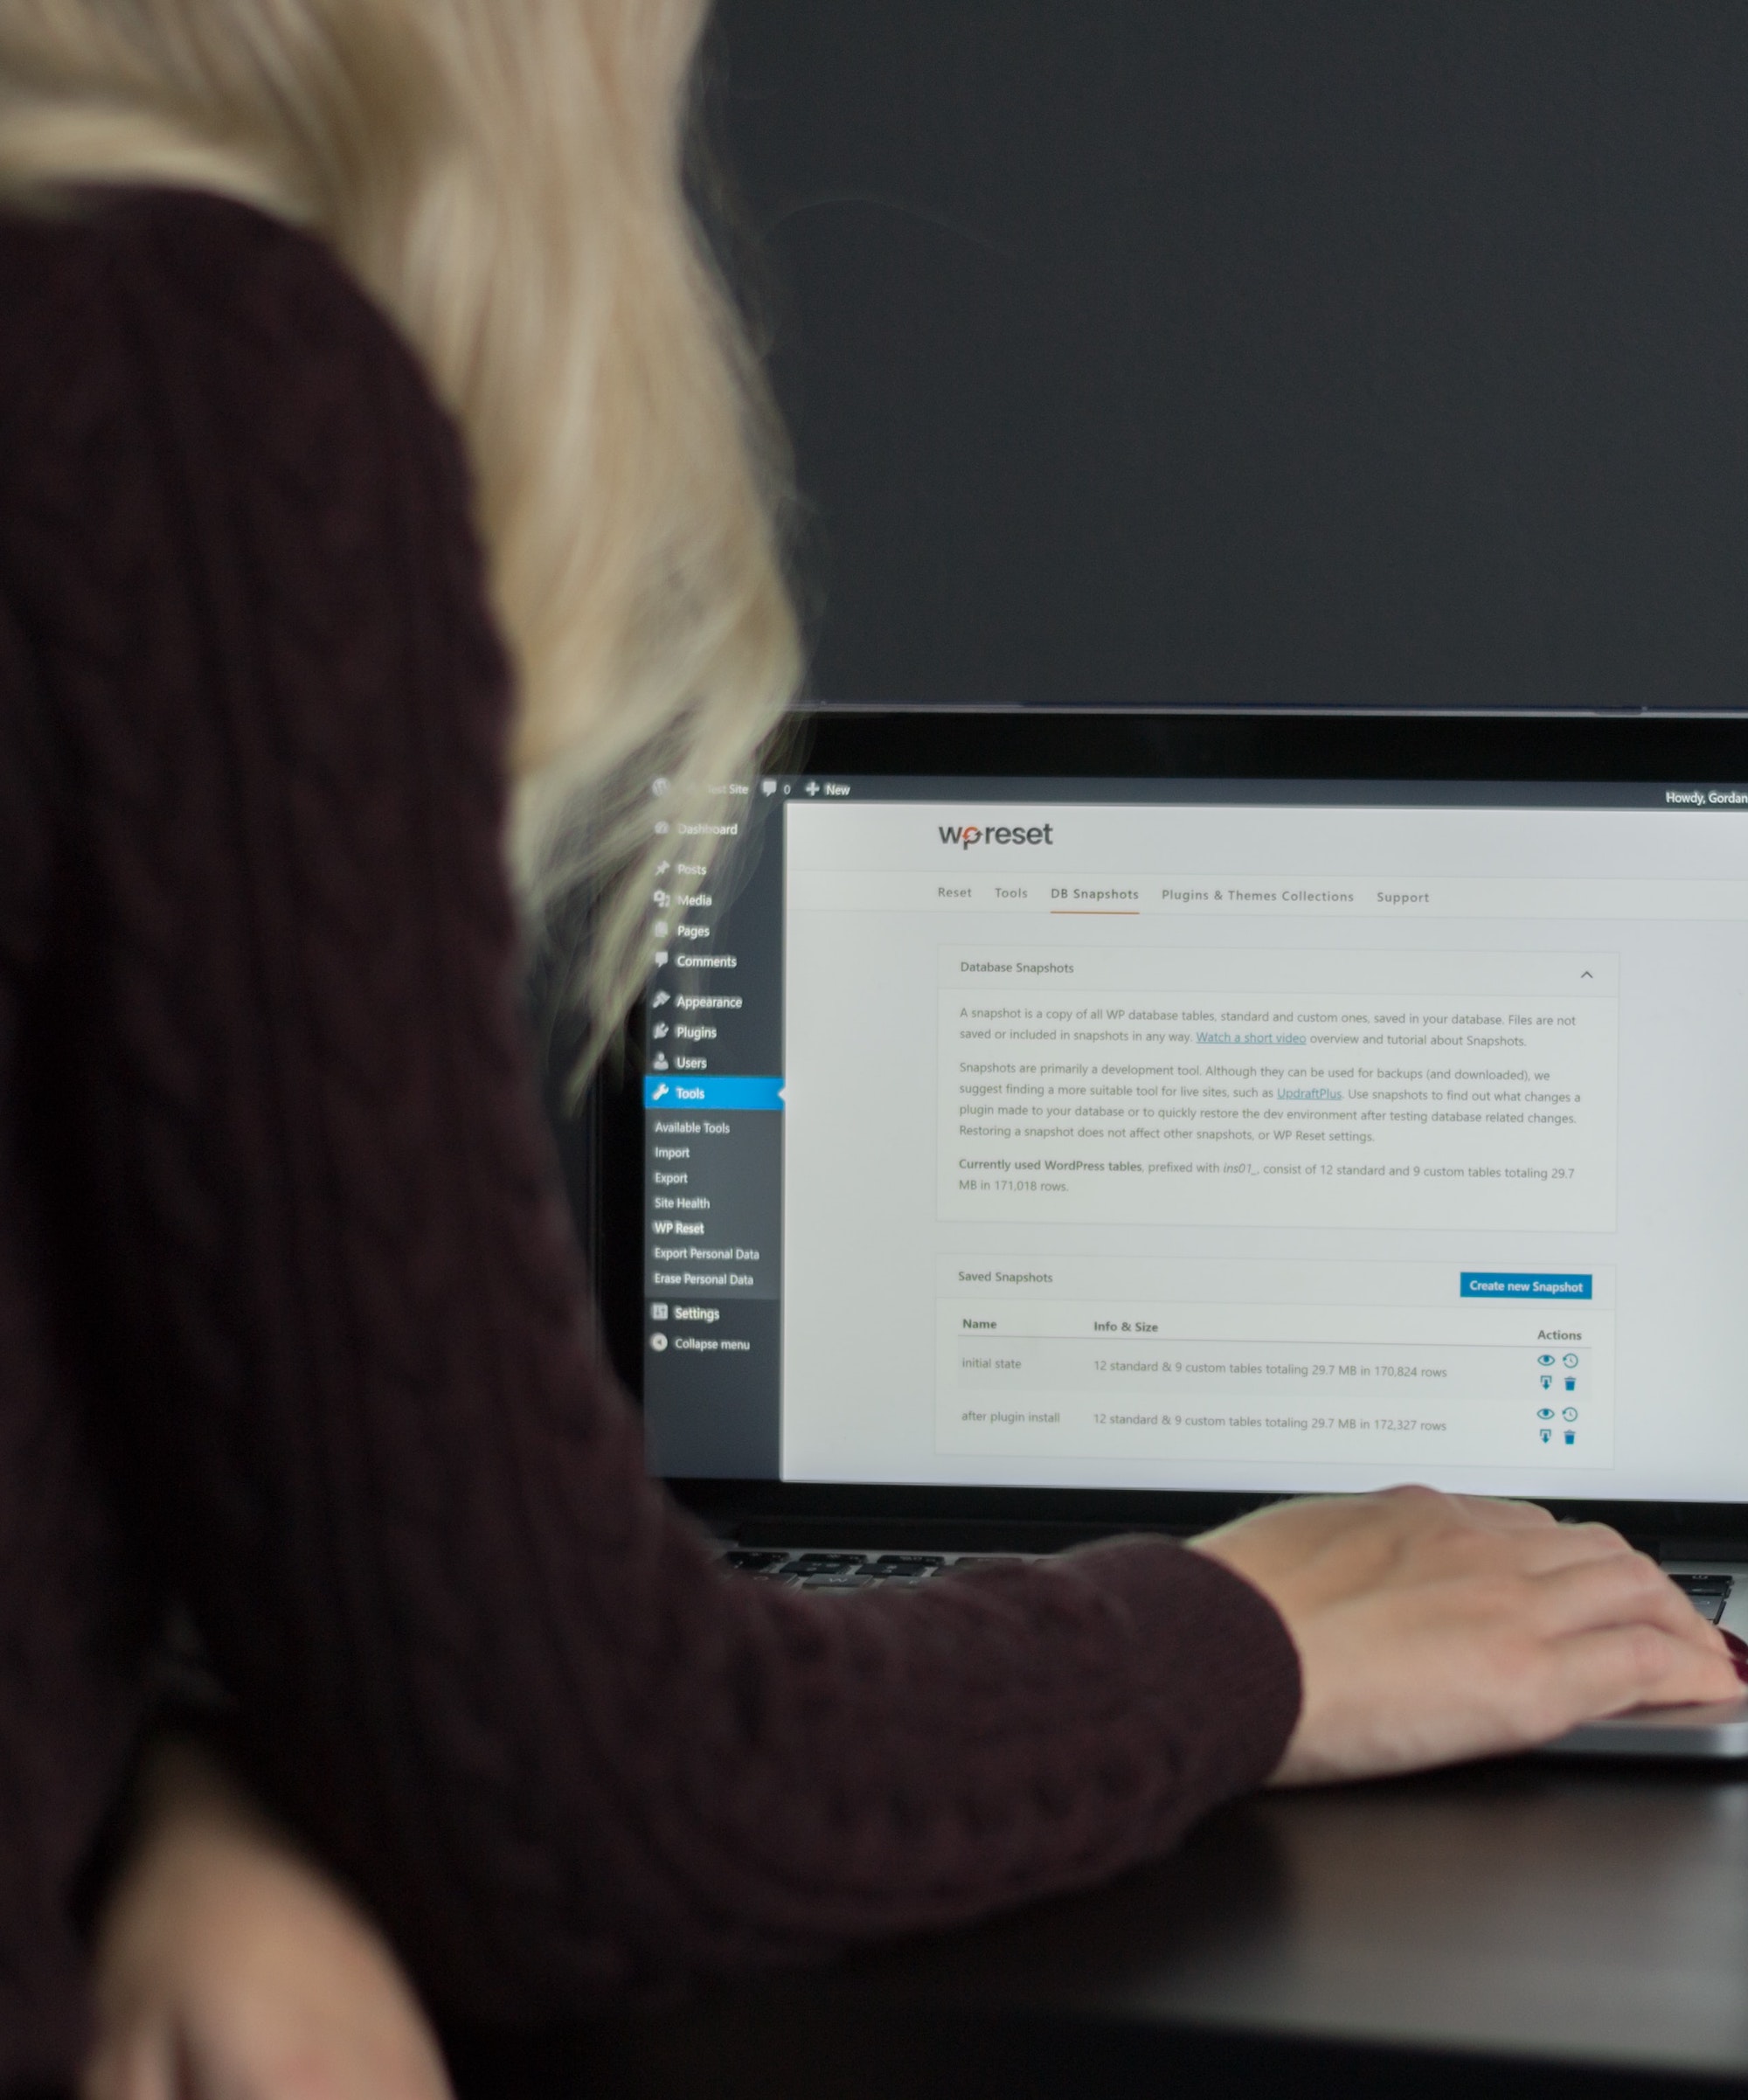 Site 0 New Howdy, Gordan
Dashboard
Posts
Media
Pages
Comments
Appearance
Plugins
Users
Tools
Available Tools
Import
Export
Site Health
WP Reset
Export Personal Data
Erase Personal Data
Settings
Collapse menu
wpreset
Reset Tools DB Snapshots Plugins & Themes Collections Support
Database Snapshots
A snapshot is a copy of all WP database tables, standard and custom ones, saved in your database. Files are not
saved or included in snapshots in any way. Watch a short video overview and tutorial about Snapshots.
Snapshots are primarily a development tool. Although they can be used for backups (and downloaded), we
suggest finding a more suitable tool for live sites, such as UpdraftPlus. Use snapshots to find out what changes a
plugin made to your database or to quickly restore the dev environment after testing database related changes.
Restoring a snapshot does not affect other snapshots, or WP Reset settings.
Currently used WordPress tables, prefixed with ins01_, consist of 12 standard and 9 custom tables totaling 29.7
MB in 171,018 rows.
Saved Snapshots Create new Snapshot
Name Info & Size Actions
initial state 12 standard & 9 custom tables totaling 29.7 MB in 170,824 rows
after plugin install 12 standard & 9 custom tables totaling 29.7 MB in 172,327 rows